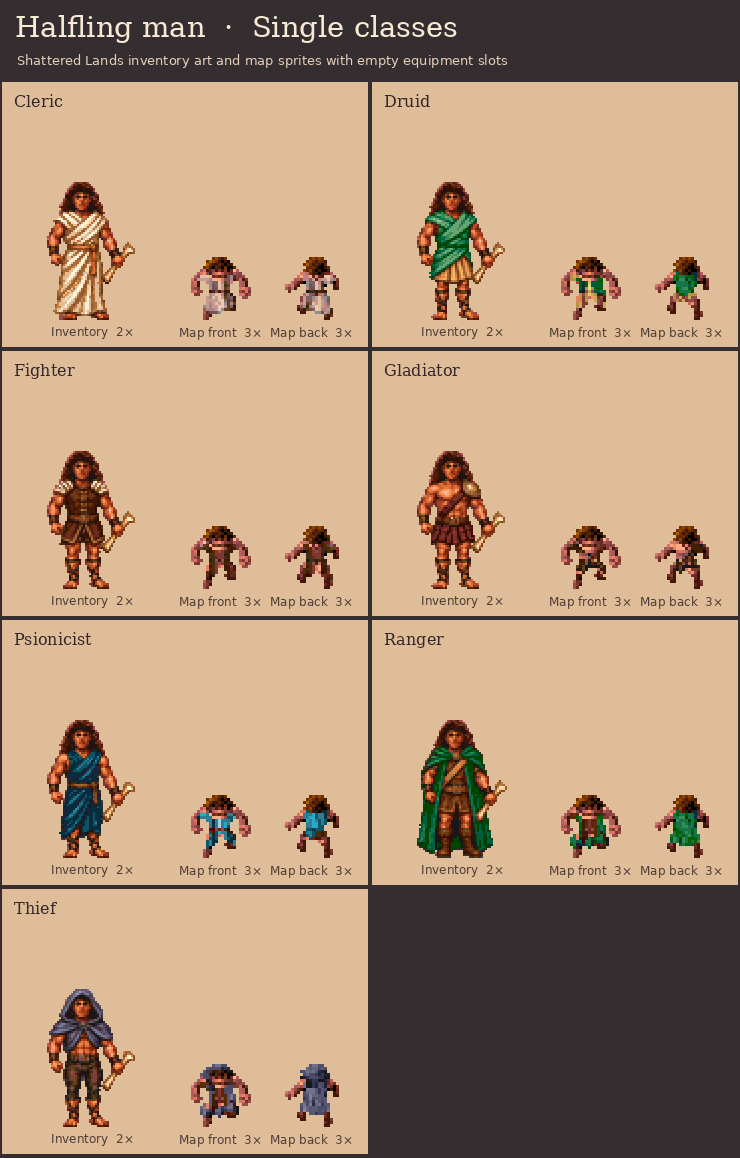 Halfling man · Single classes
Shattered Lands inventory art and map sprites with empty equipment slots
Cleric
Inventory 2×
Map front 3×
Map back 3×
Druid
Inventory 2×
Map front 3×
Map back 3×
Fighter
Inventory 2×
Map front 3×
Map back 3×
Gladiator
Inventory 2×
Map front 3×
Map back 3×
Psionicist
Inventory 2×
Map front 3×
Map back 3×
Ranger
Inventory 2×
Map front 3×
Map back 3×
Thief
Inventory 2×
Map front 3×
Map back 3×